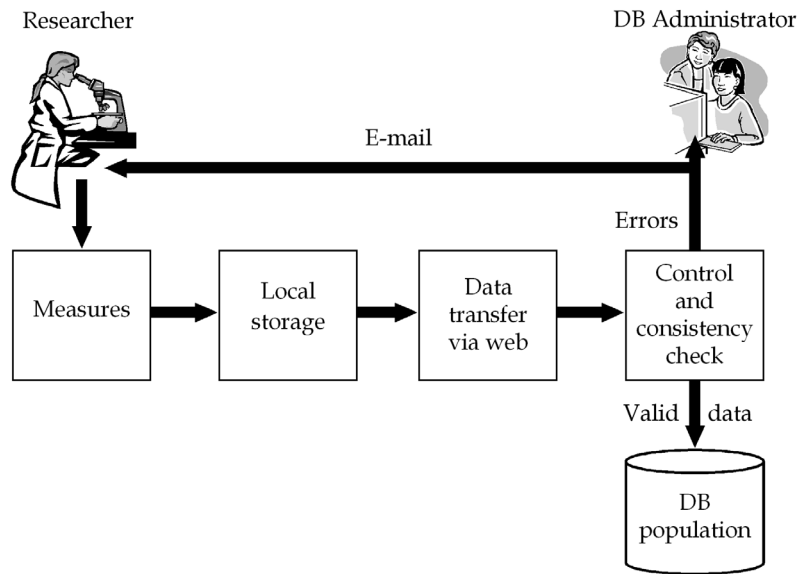 Researcher
DB Administrator
E-mail
Errors
Measures
Local
storage
Data
transfer
via web
Control
and
consistency
check
Valid data
DB
population